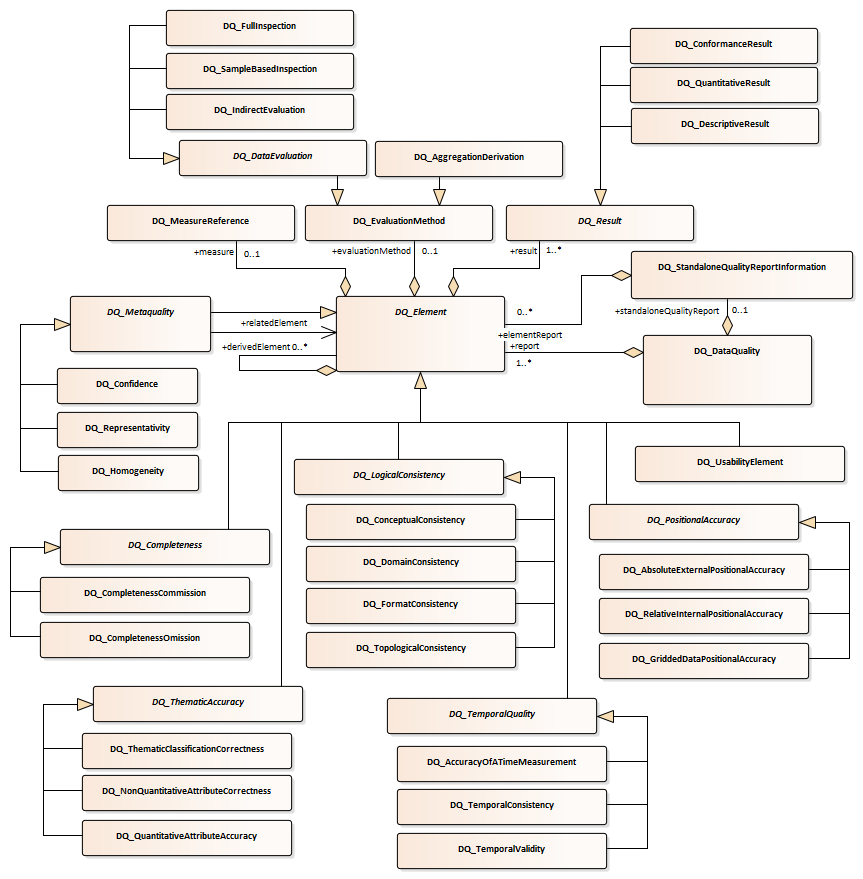 DQ_FullInspection
DQ_SampleBasedInspection
DQ_IndirectEvaluation
DQ_DataEvaluation
DQ_AggregationDerivation
DQ_ConformanceResult
DQ_QuantitativeResult
DQ_DescriptiveResult
DQ_MeasureReference
DQ_EvaluationMethod
DQ_Result
+measure 0..1
+evaluationMethod 0..1
+result 1..*
DQ_StandaloneQualityReportInformation
DQ_Metaquality
+relatedElement
+derivedElement 0..*
DQ_Element
0..*
+elementReport
+report
1..*
+standaloneQualityReport 0..1
DQ_DataQuality
DQ_Confidence
DQ_Representativity
DQ_Homogeneity
DQ_LogicalConsistency
DQ_ConceptualConsistency
DQ_DomainConsistency
DQ_FormatConsistency
DQ_TopologicalConsistency
DQ_UsabilityElement
DQ_PositionalAccuracy
DQ_AbsoluteExternalPositionalAccuracy
DQ_RelativeInternalPositionalAccuracy
DQ_GriddedDataPositionalAccuracy
DQ_Completeness
DQ_CompletenessCommission
DQ_CompletenessOmission
DQ_ThematicAccuracy
DQ_ThematicClassificationCorrectness
DQ_NonQuantitativeAttributeCorrectness
DQ_QuantitativeAttributeAccuracy
DQ_TemporalQuality
DQ_AccuracyOfATimeMeasurement
DQ_TemporalConsistency
DQ_TemporalValidity